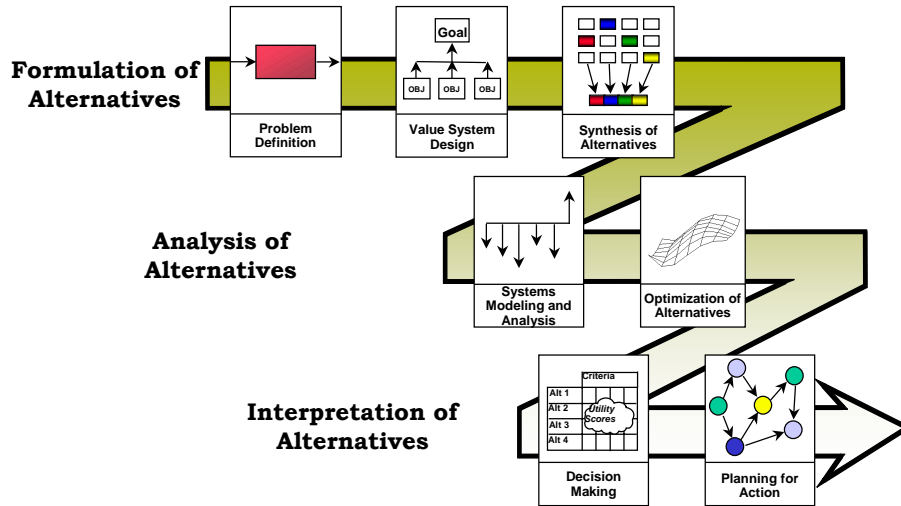 Formulation of
Alternatives
Goal
OBJ OBJ OBJ
Problem
Definition
Value System
Design
Synthesis of
Alternatives
Analysis of
Alternatives
Systems
Modeling and
Analysis
Optimization of
Alternatives
Interpretation of
Alternatives
Criteria
Alt 1
Alt 2
Alt 3
Alt 4
Utility
Scores
Decision
Making
Planning for
Action